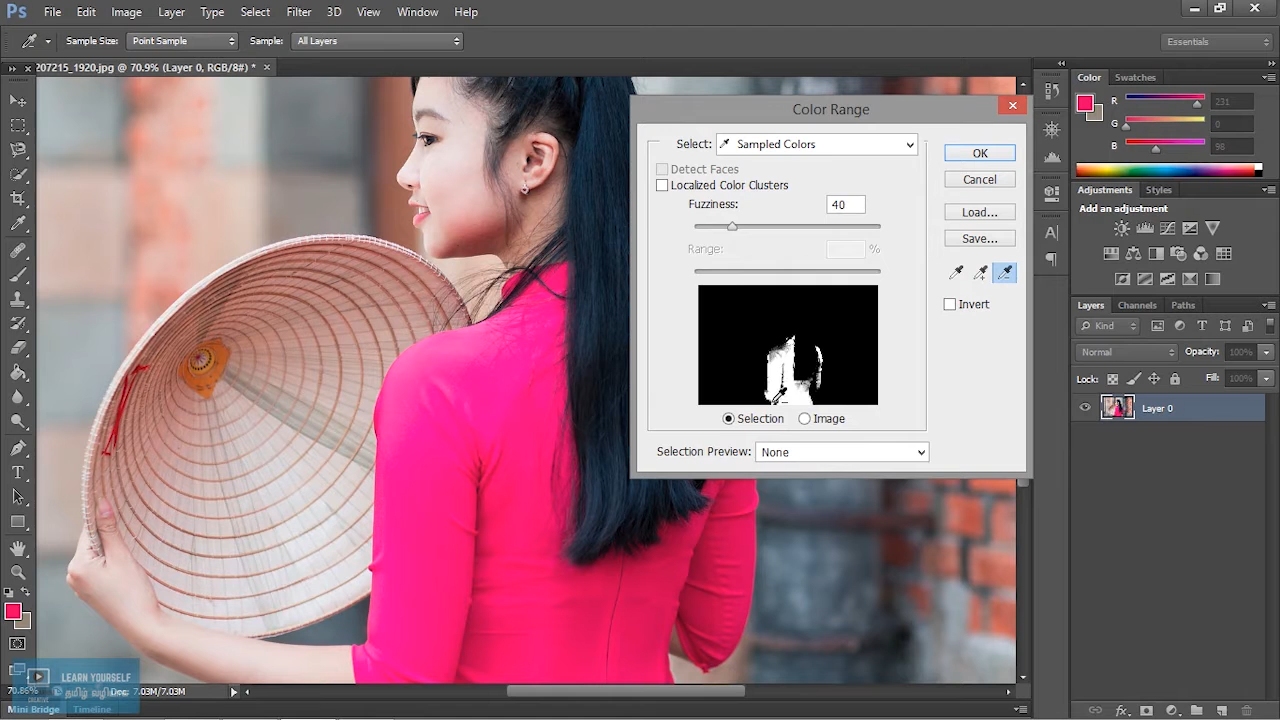 Ps File Edit Image Layer Type Select Filter 3D View Window Help
Sample Size: Point Sample Sample: All Layers Essentials
207215_1920.jpg @ 70.9% (Layer 0, RGB/8#) * ×
Color Swatches
R 231
G 0
B 96
Adjustments Styles
Add an adjustment
Layers Channels Paths
Kind
Normal Opacity: 100%
Lock: Fill: 100%
Layer 0
Color Range
Select: Sampled Colors
Detect Faces
Localized Color Clusters
Fuzziness: 40
Range: %
Selection Image
Selection Preview: None
OK
Cancel
Load...
Save...
Invert
LEARN YOURSELF
தமிழ் வழியில்
CREATIVE
70.86% Doc: 7.03M/7.03M
Mini Bridge Timeline